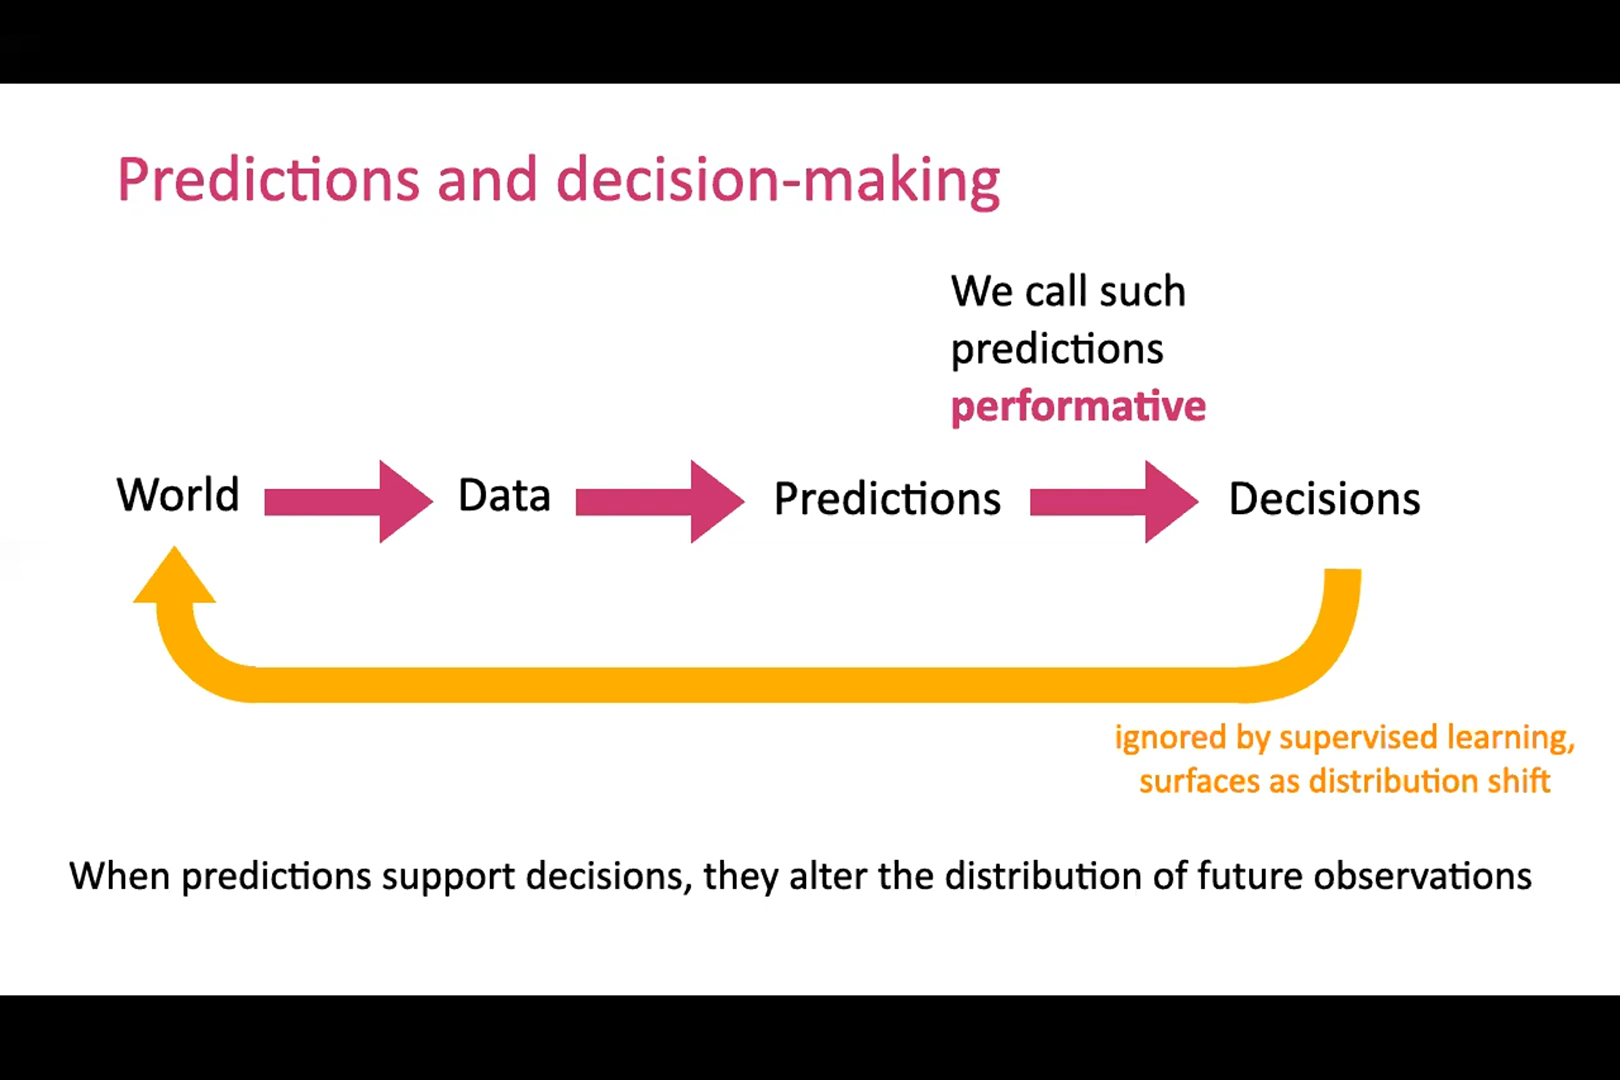 Predictions and decision-making
We call such
predictions
performative
World
Data
Predictions
Decisions
ignored by supervised learning,
surfaces as distribution shift
When predictions support decisions, they alter the distribution of future observations